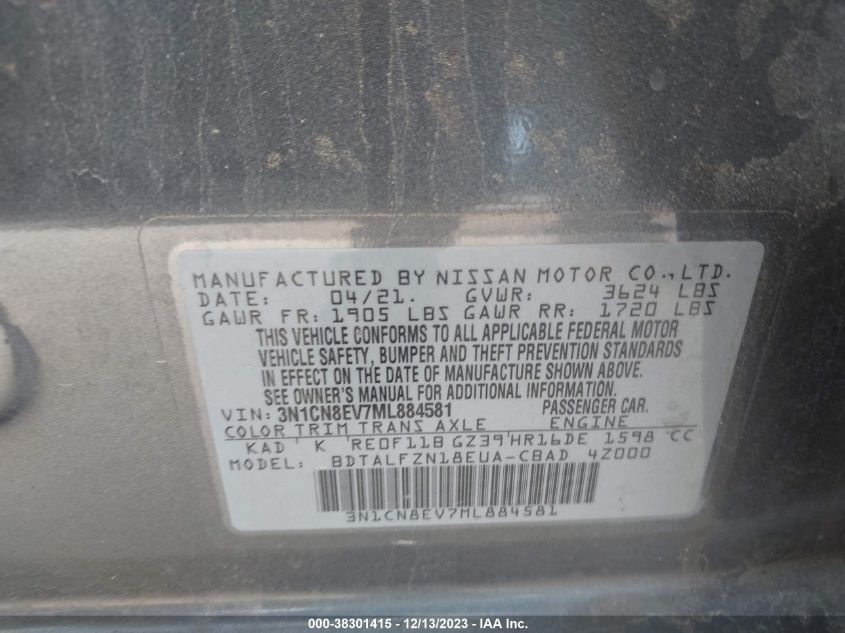 MANUFACTURED BY NISSAN MOTOR CO., LTD.
DATE: 04/21. GVWR: 3624 LBS
GAWR FR: 1905 LBS GAWR RR: 1720 LBS
THIS VEHICLE CONFORMS TO ALL APPLICABLE FEDERAL MOTOR
VEHICLE SAFETY, BUMPER AND THEFT PREVENTION STANDARDS
IN EFFECT ON THE DATE OF MANUFACTURE SHOWN ABOVE.
SEE OWNER'S MANUAL FOR ADDITIONAL INFORMATION.
VIN: 3N1CN8EV7ML884581 PASSENGER CAR.
COLOR TRIM TRANS AXLE ENGINE
KAD K RE0F11B GZ39 HR16DE 1598 CC
MODEL: BDTALFZN18EUA-CBAD 4Z000
3N1CN8EV7ML884581
000-38301415 - 12/13/2023 - IAAI Inc.